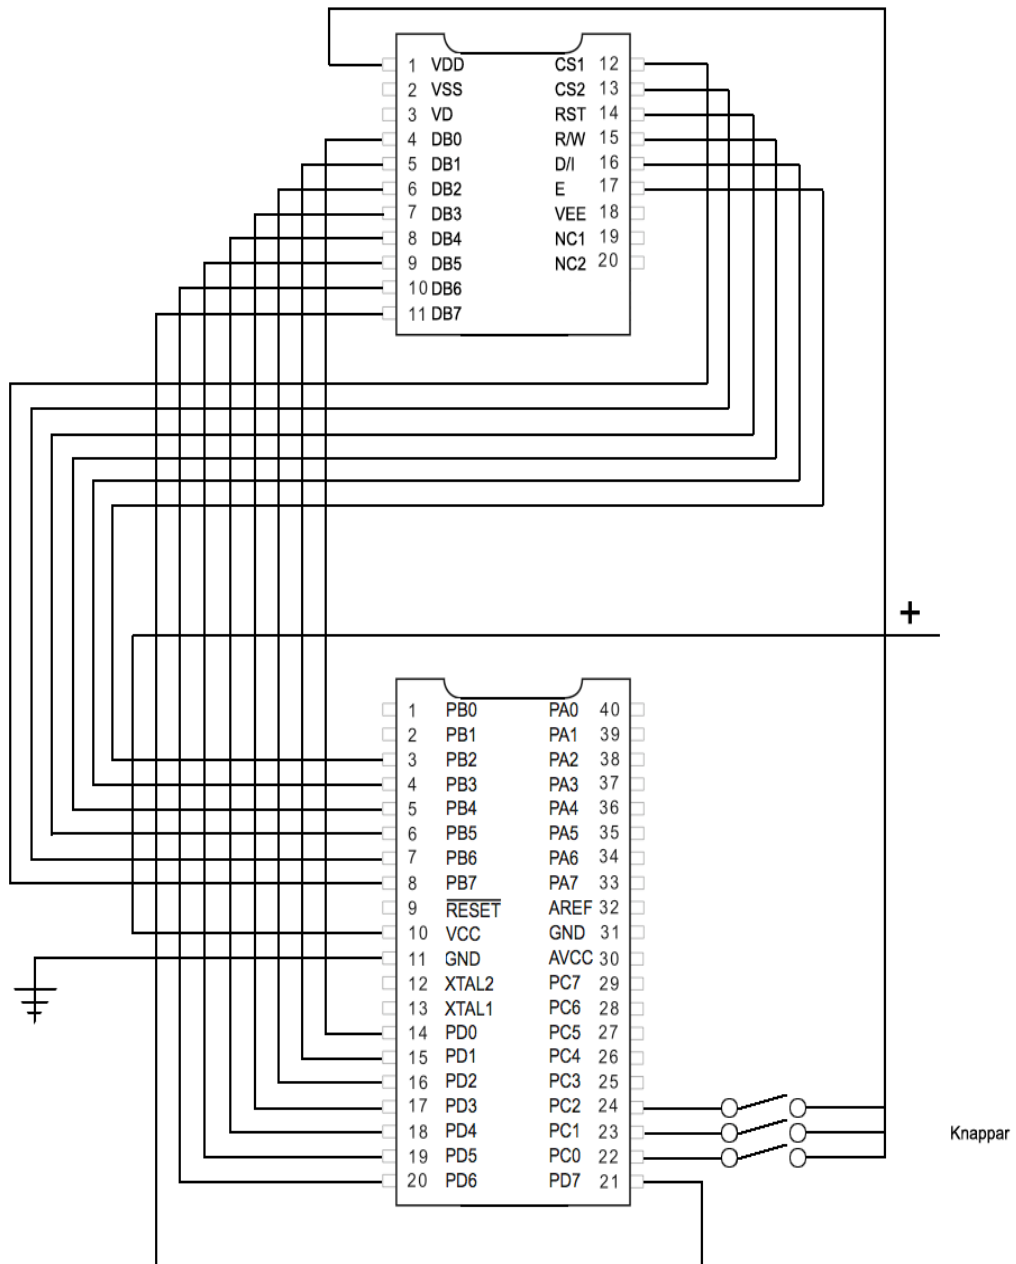 1 VDD CS1 12
2 VSS CS2 13
3 VD RST 14
4 DB0 R/W 15
5 DB1 D/I 16
6 DB2 E 17
7 DB3 VEE 18
8 DB4 NC1 19
9 DB5 NC2 20
10 DB6
11 DB7
+
1 PB0 PA0 40
2 PB1 PA1 39
3 PB2 PA2 38
4 PB3 PA3 37
5 PB4 PA4 36
6 PB5 PA5 35
7 PB6 PA6 34
8 PB7 PA7 33
9 RESET AREF 32
10 VCC GND 31
11 GND AVCC 30
12 XTAL2 PC7 29
13 XTAL1 PC6 28
14 PD0 PC5 27
15 PD1 PC4 26
16 PD2 PC3 25
17 PD3 PC2 24
18 PD4 PC1 23
19 PD5 PC0 22
20 PD6 PD7 21
Knappar